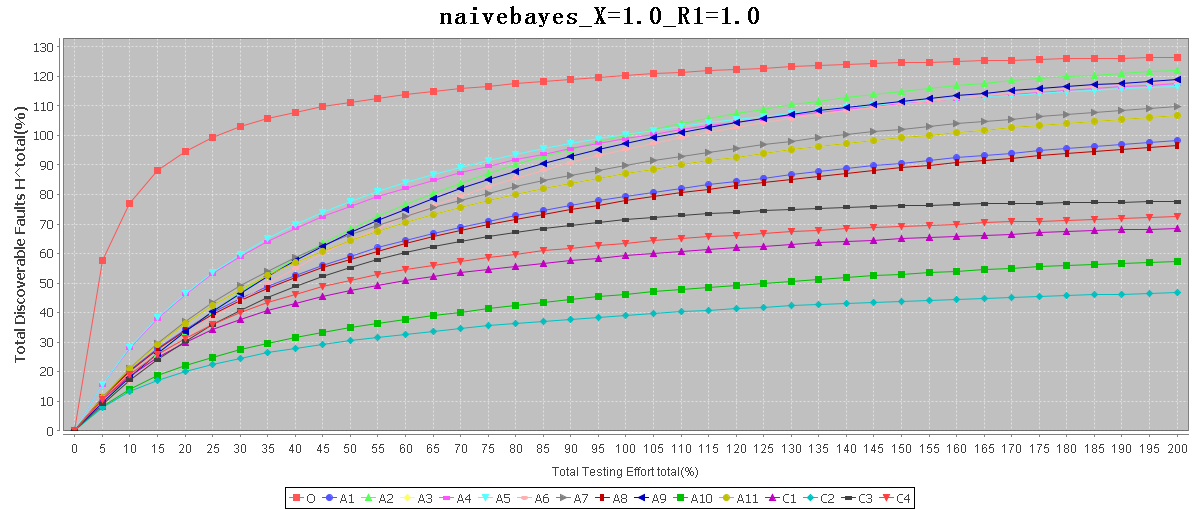 naivebayes_X=1.0_R1=1.0
Total Discoverable Faults H^total(%)
130
120
110
100
90
80
70
60
50
40
30
20
10
0
0 5 10 15 20 25 30 35 40 45 50 55 60 65 70 75 80 85 90 95 100 105 110 115 120 125 130 135 140 145 150 155 160 165 170 175 180 185 190 195 200
Total Testing Effort total(%)
O A1 A2 A3 A4 A5 A6 A7 A8 A9 A10 A11 C1 C2 C3 C4